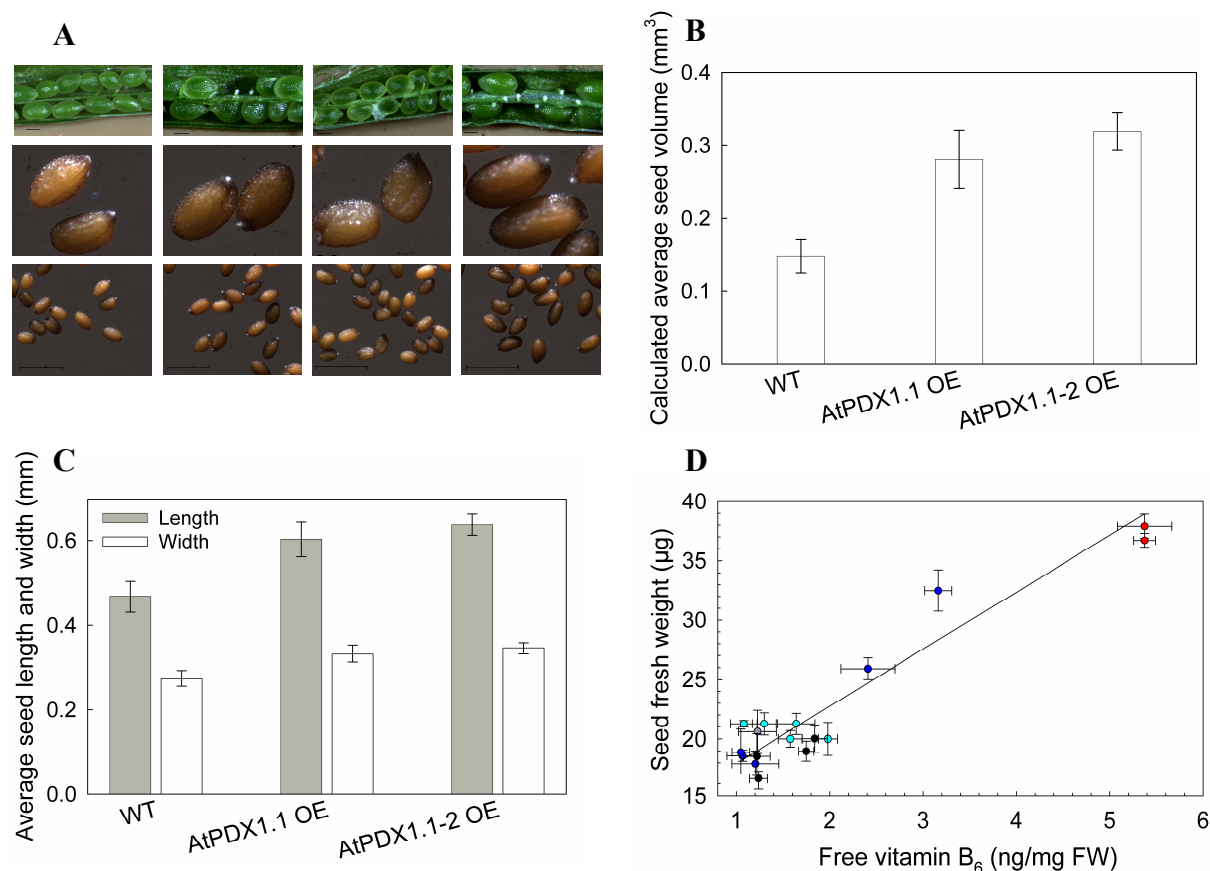 A
B
Calculated average seed volume (mm³)
0.4
0.3
0.2
0.1
0.0
WT
AtPDX1.1 OE
AtPDX1.1-2 OE
C
Average seed length and width (mm)
Length
Width
0.6
0.4
0.2
0.0
WT
AtPDX1.1 OE
AtPDX1.1-2 OE
D
Seed fresh weight (µg)
40
35
30
25
20
15
1 2 3 4 5 6
Free vitamin B₆ (ng/mg FW)